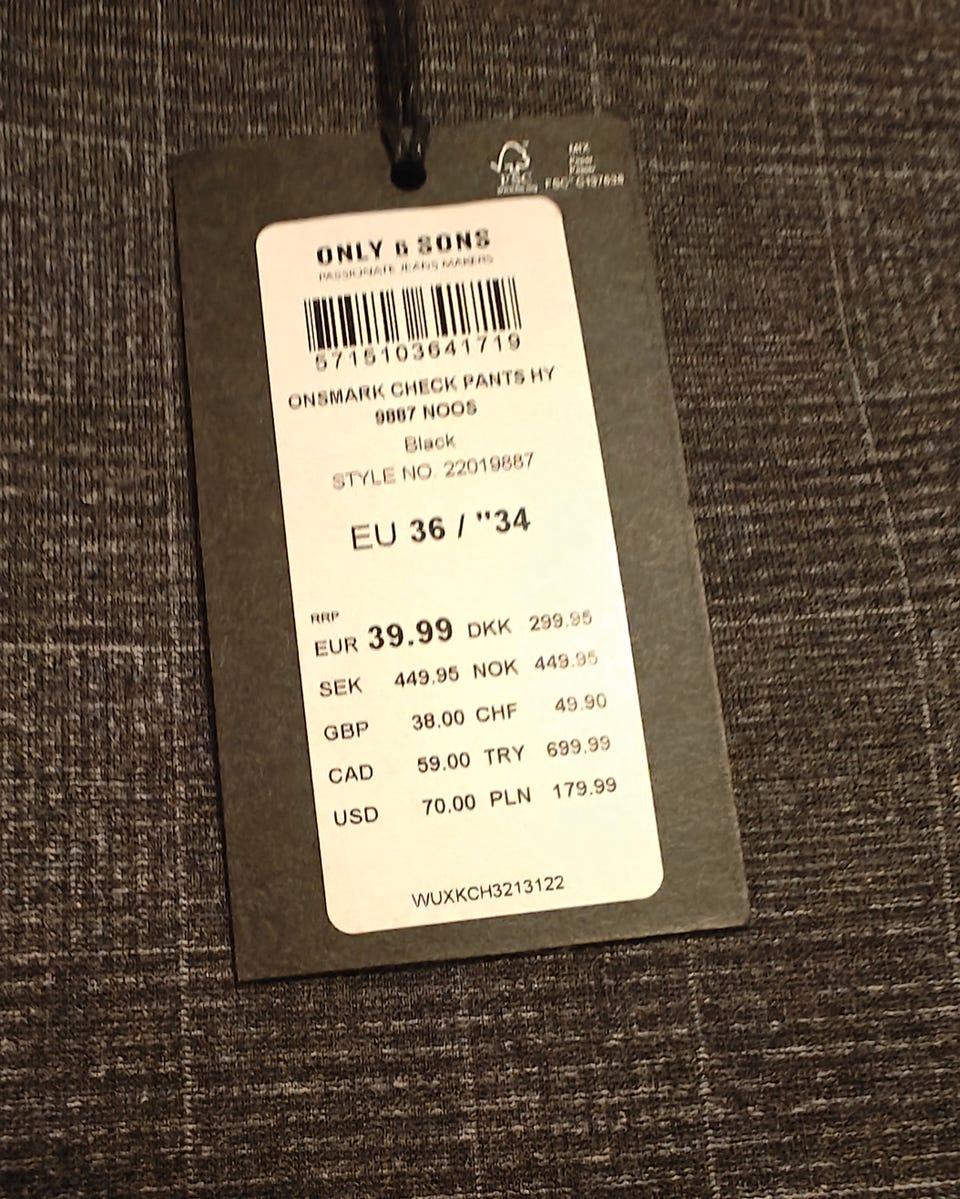 FSC
MIX
ONLY & SONS
PASSIONATE JEANS MAKERS
5715103641719
ONSMARK CHECK PANTS HY
9887 NOOS
Black
STYLE NO. 22019887
EU 36 / "34
RRP
EUR 39.99 DKK 299.95
SEK 449.95 NOK 449.95
GBP 38.00 CHF 49.90
CAD 59.00 TRY 699.99
USD 70.00 PLN 179.99
WUXKCH3213122